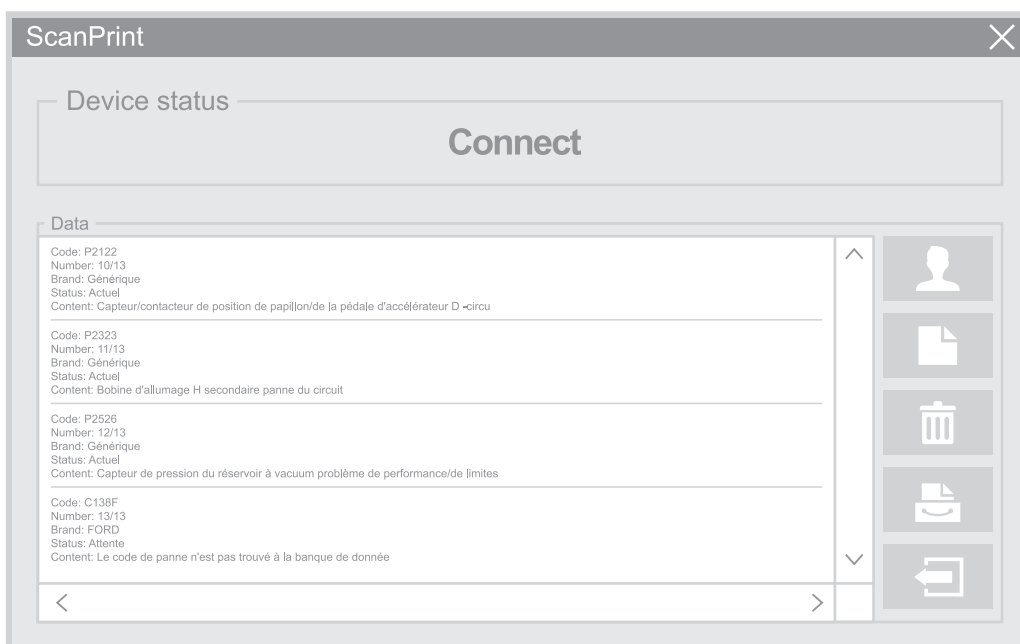 ScanPrint
Device status
Connect
Data
Code: P2122
Number: 10/13
Brand: Générique
Status: Actuel
Content: Capteur/contacteur de position de papillon/de la pédale d'accélérateur D -circu
Code: P2323
Number: 11/13
Brand: Générique
Status: Actuel
Content: Bobine d'allumage H secondaire panne du circuit
Code: P2526
Number: 12/13
Brand: Générique
Status: Actuel
Content: Capteur de pression du réservoir à vacuum problème de performance/de limites
Code: C138F
Number: 13/13
Brand: FORD
Status: Attente
Content: Le code de panne n'est pas trouvé à la banque de donnée